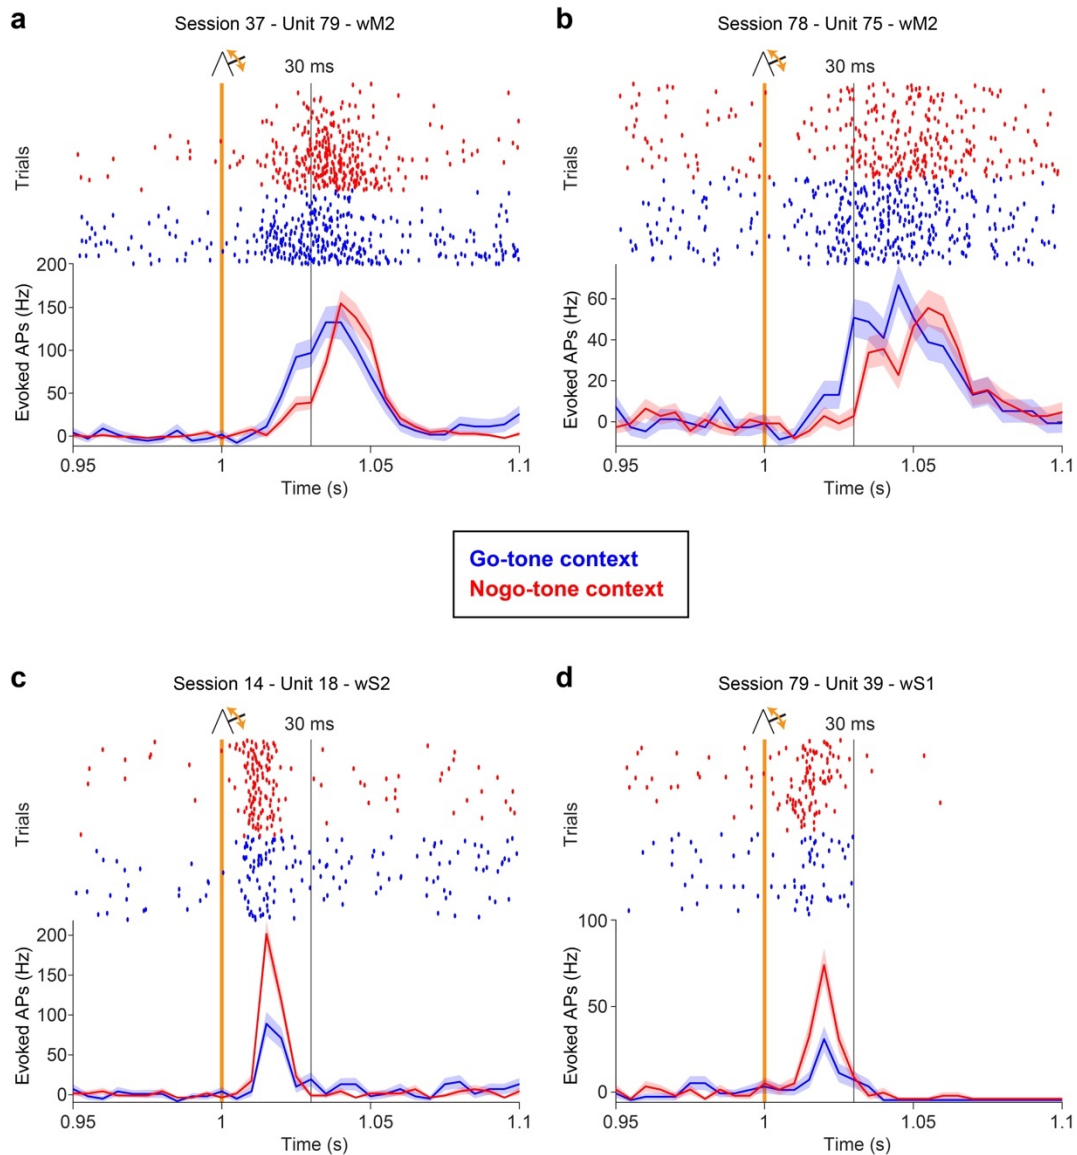 a
Session 37 - Unit 79 - wM2
30 ms
Trials
200
150
100
50
0
Evoked APs (Hz)
0.95
1
1.05
1.1
Time (s)
b
Session 78 - Unit 75 - wM2
30 ms
Trials
60
40
20
0
Evoked APs (Hz)
0.95
1
1.05
1.1
Time (s)
Go-tone context
Nogo-tone context
c
Session 14 - Unit 18 - wS2
30 ms
Trials
200
150
100
50
0
Evoked APs (Hz)
0.95
1
1.05
1.1
Time (s)
d
Session 79 - Unit 39 - wS1
30 ms
Trials
100
50
0
Evoked APs (Hz)
0.95
1
1.05
1.1
Time (s)